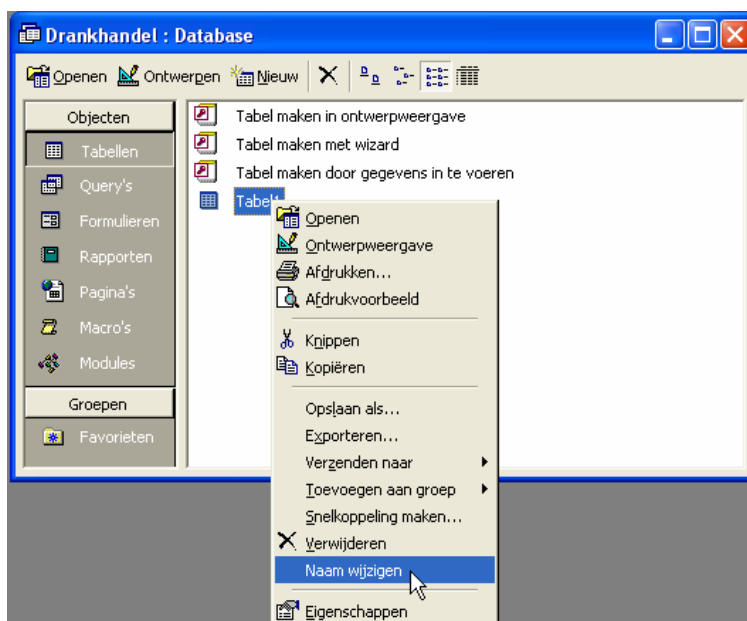 Drankhandel : Database
Openen Ontwerpen Nieuw
Objecten
Tabellen
Query's
Formulieren
Rapporten
Pagina's
Macro's
Modules
Groepen
Favorieten
Tabel maken in ontwerpweergave
Tabel maken met wizard
Tabel maken door gegevens in te voeren
Tabel1
Openen
Ontwerpweergave
Afdrukken...
Afdrukvoorbeeld
Knippen
Kopiëren
Opslaan als...
Exporteren...
Verzenden naar
Toevoegen aan groep
Snelkoppeling maken...
Verwijderen
Naam wijzigen
Eigenschappen